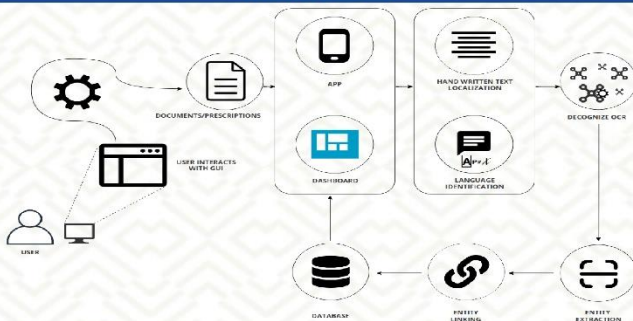 APP
HAND WRITTEN TEXT
LOCALIZATION
DOCUMENTS/PRESCRIPTIONS
DECOGNIZE OCR
USER INTERACTS
WITH GUI
DASHBOARD
LANGUAGE
IDENTIFICATION
USER
DATABASE
ENTITY
LINKING
ENTITY
EXTRACTION